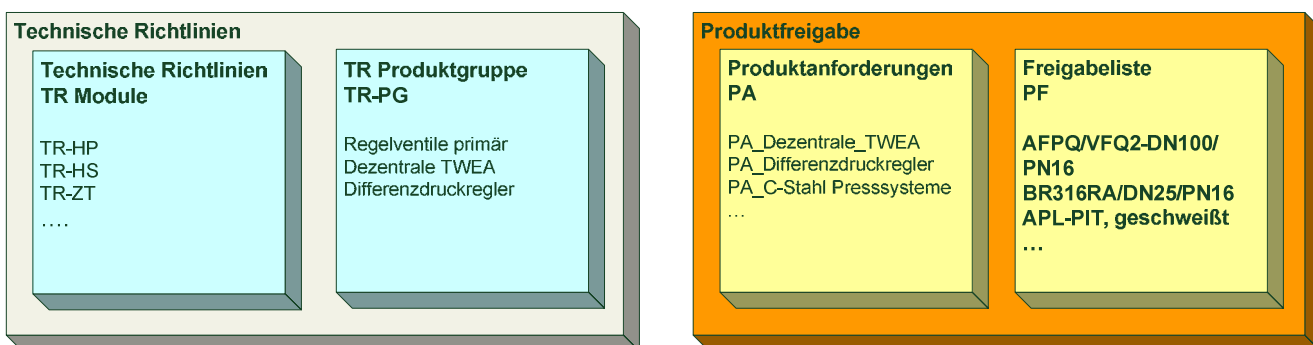 Technische Richtlinien
Technische Richtlinien
TR Module
TR-HP
TR-HS
TR-ZT
....
TR Produktgruppe
TR-PG
Regelventile primär
Dezentrale TWEA
Differenzdruckregler
Produktfreigabe
Produktanforderungen
PA
PA_Dezentrale_TWEA
PA_Differenzdruckregler
PA_C-Stahl Presssysteme
...
Freigabeliste
PF
AFPQ/VFQ2-DN100/
PN16
BR316RA/DN25/PN16
APL-PIT, geschweißt
...